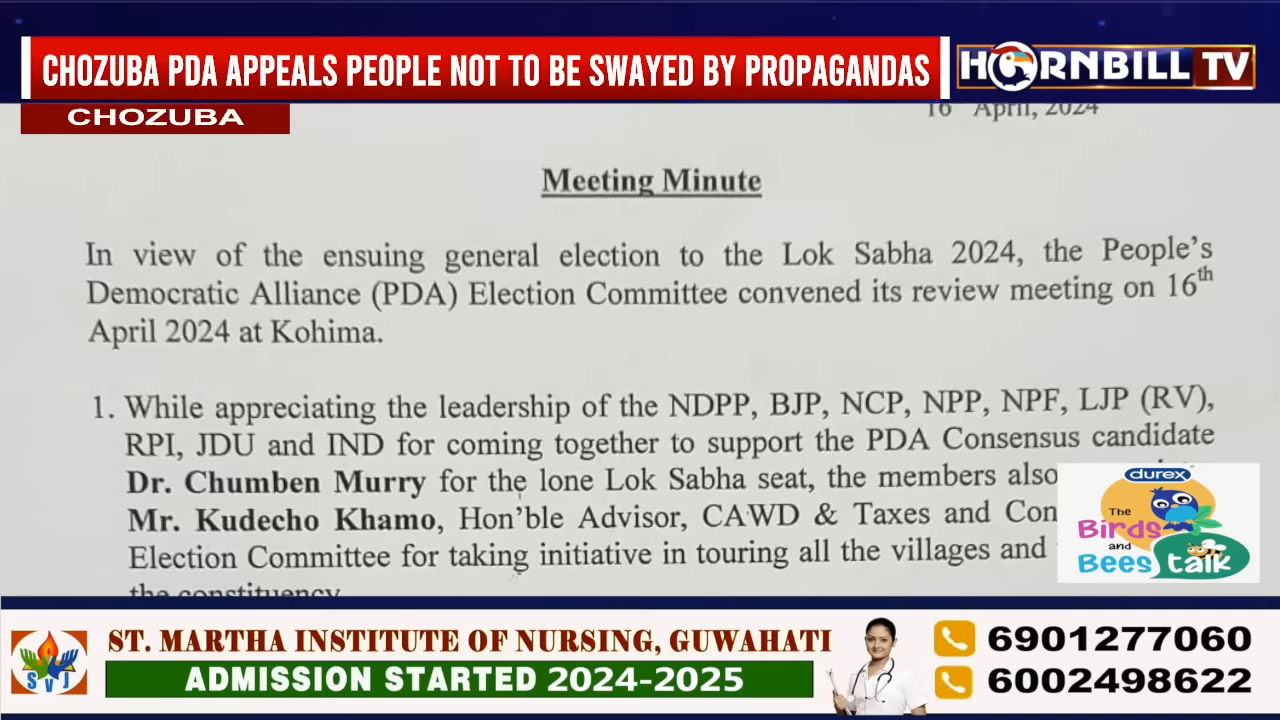 CHOZUBA PDA APPEALS PEOPLE NOT TO BE SWAYED BY PROPAGANDAS
HORNBILL TV
CHOZUBA
16th April, 2024
Meeting Minute
In view of the ensuing general election to the Lok Sabha 2024, the People's
Democratic Alliance (PDA) Election Committee convened its review meeting on 16th
April 2024 at Kohima.
1. While appreciating the leadership of the NDPP, BJP, NCP, NPP, NPF, LJP (RV),
RPI, JDU and IND for coming together to support the PDA Consensus candidate
Dr. Chumben Murry for the lone Lok Sabha seat, the members also
Mr. Kudecho Khamo, Hon'ble Advisor, CAWD & Taxes and Con
Election Committee for taking initiative in touring all the villages and
the constituency
durex
The
Birds
and
Bees talk
SVJ
ST. MARTHA INSTITUTE OF NURSING, GUWAHATI
ADMISSION STARTED 2024-2025
6901277060
6002498622